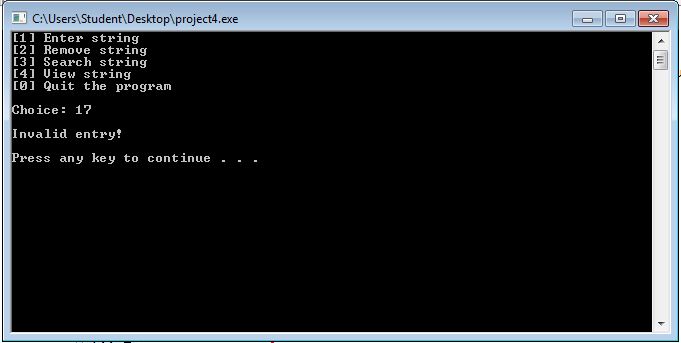 C:\Users\Student\Desktop\project4.exe
[1] Enter string
[2] Remove string
[3] Search string
[4] View string
[0] Quit the program
Choice: 17
Invalid entry!
Press any key to continue . . .